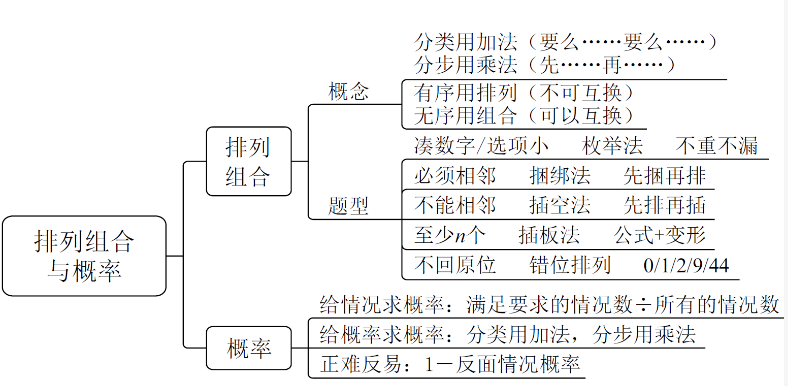 分类用加法（要么……要么……）
分步用乘法（先……再……）
概念
有序用排列（不可互换）
无序用组合（可以互换）
排列
组合
凑数字/选项小 枚举法 不重不漏
必须相邻 捆绑法 先捆再排
题型
不能相邻 插空法 先排再插
至少n个 插板法 公式+变形
不回原位 错位排列 0/1/2/9/44
排列组合
与概率
给情况求概率：满足要求的情况数÷所有的情况数
概率
给概率求概率：分类用加法，分步用乘法
正难反易：1－反面情况概率